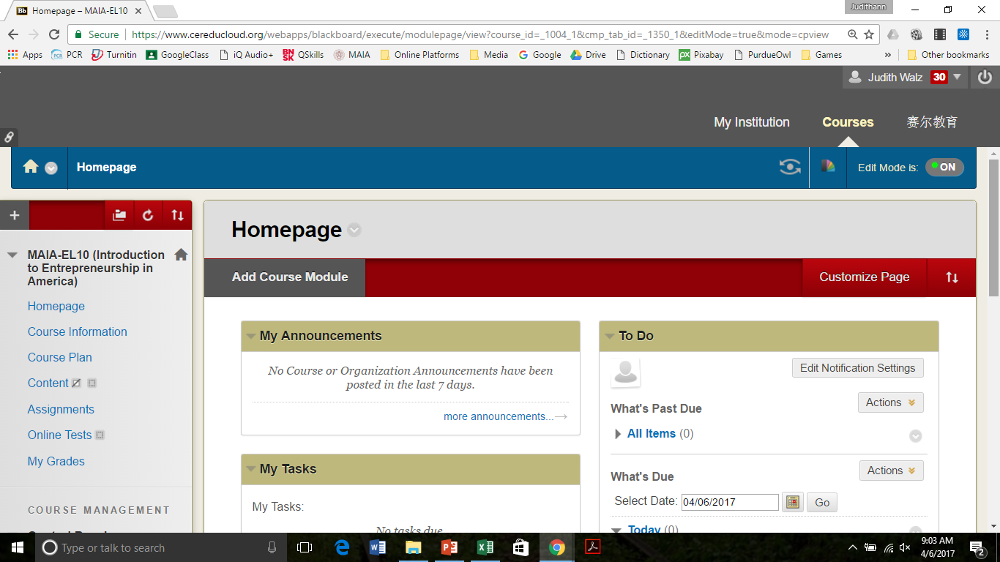 Bb Homepage – MAIA-EL10
Judithann
Secure https://www.cereducloud.org/webapps/blackboard/execute/modulepage/view?course_id=_1004_1&cmp_tab_id=_1350_1&editMode=true&mode=cpview
Apps PCR PCR Turnitin GoogleClass iQ Audio+ BN SK QSkills MAIA Online Platforms Media Google Drive Dictionary px Pixabay PurdueOwl Games » Other bookmarks
Judith Walz 30
My Institution Courses 赛尔教育
Homepage Edit Mode is: ON
MAIA-EL10 (Introduction
to Entrepreneurship in
America)
Homepage
Course Information
Course Plan
Content
Assignments
Online Tests
My Grades
COURSE MANAGEMENT
Homepage
Add Course Module Customize Page
My Announcements
No Course or Organization Announcements have been
posted in the last 7 days.
more announcements...→
My Tasks
My Tasks:
No tasks due
To Do
Edit Notification Settings
What's Past Due Actions
All Items (0)
What's Due Actions
Select Date: 04/06/2017 Go
Today (0)
Type or talk to search
9:03 AM
4/6/2017
2